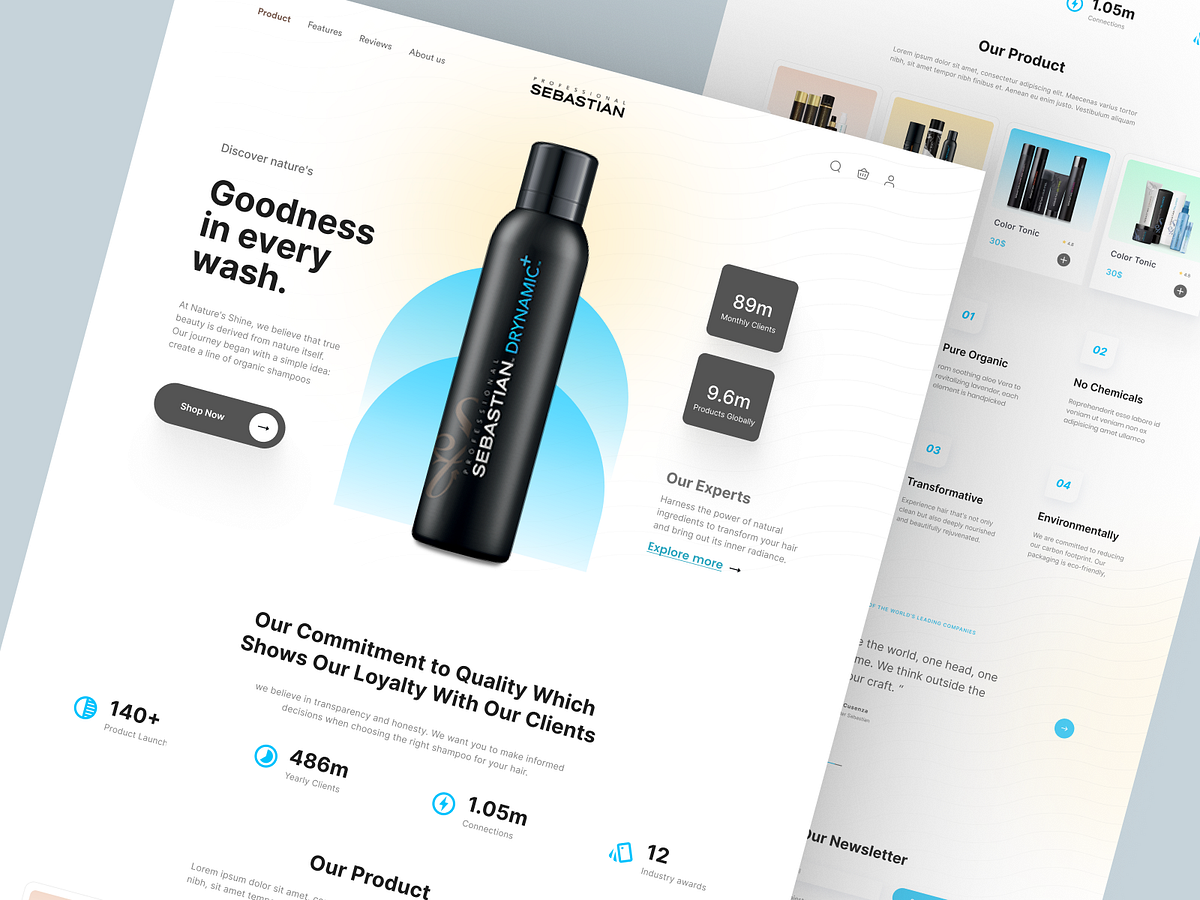 Product
Features
Reviews
About us
PROFESSIONAL
SEBASTIAN
Discover nature's
Goodness
in every
wash.
At Nature's Shine, we believe that true
beauty is derived from nature itself.
Our journey began with a simple idea:
create a line of organic shampoos
Shop Now
PROFESSIONAL
SEBASTIAN
DRYNAMIC+
89m
Monthly Clients
9.6m
Products Globally
Our Experts
Harness the power of natural
ingredients to transform your hair
and bring out its inner radiance.
Explore more
Our Commitment to Quality Which
Shows Our Loyalty With Our Clients
we believe in transparency and honesty. We want you to make informed
decisions when choosing the right shampoo for your hair.
140+
Product Launch
486m
Yearly Clients
1.05m
Connections
12
Industry awards
Our Product
Lorem ipsum dolor sit amet,
nibh, sit amet
1.05m
Connections
Our Product
Lorem ipsum dolor sit amet, consectetur adipiscing elit. Maecenas varius tortor
nibh, sit amet tempor nibh finibus et. Aenean eu enim justo. Vestibulum aliquam
Color Tonic
4.5
30$
Color Tonic
4.5
30$
01
Pure Organic
rom soothing aloe Vera to
revitalizing lavender, each
element is handpicked
02
No Chemicals
Reprehenderit esse labore id
veniam ut veniam non ex
adipisicing amet ullamco
03
Transformative
Experience hair that's not only
clean but also deeply nourished
and beautifully rejuvenated.
04
Environmentally
We are committed to reducing
our carbon footprint. Our
packaging is eco-friendly,
OF THE WORLD'S LEADING COMPANIES
e the world, one head, one
me. We think outside the
our craft. “
Cusenza
Sebastian
Our Newsletter